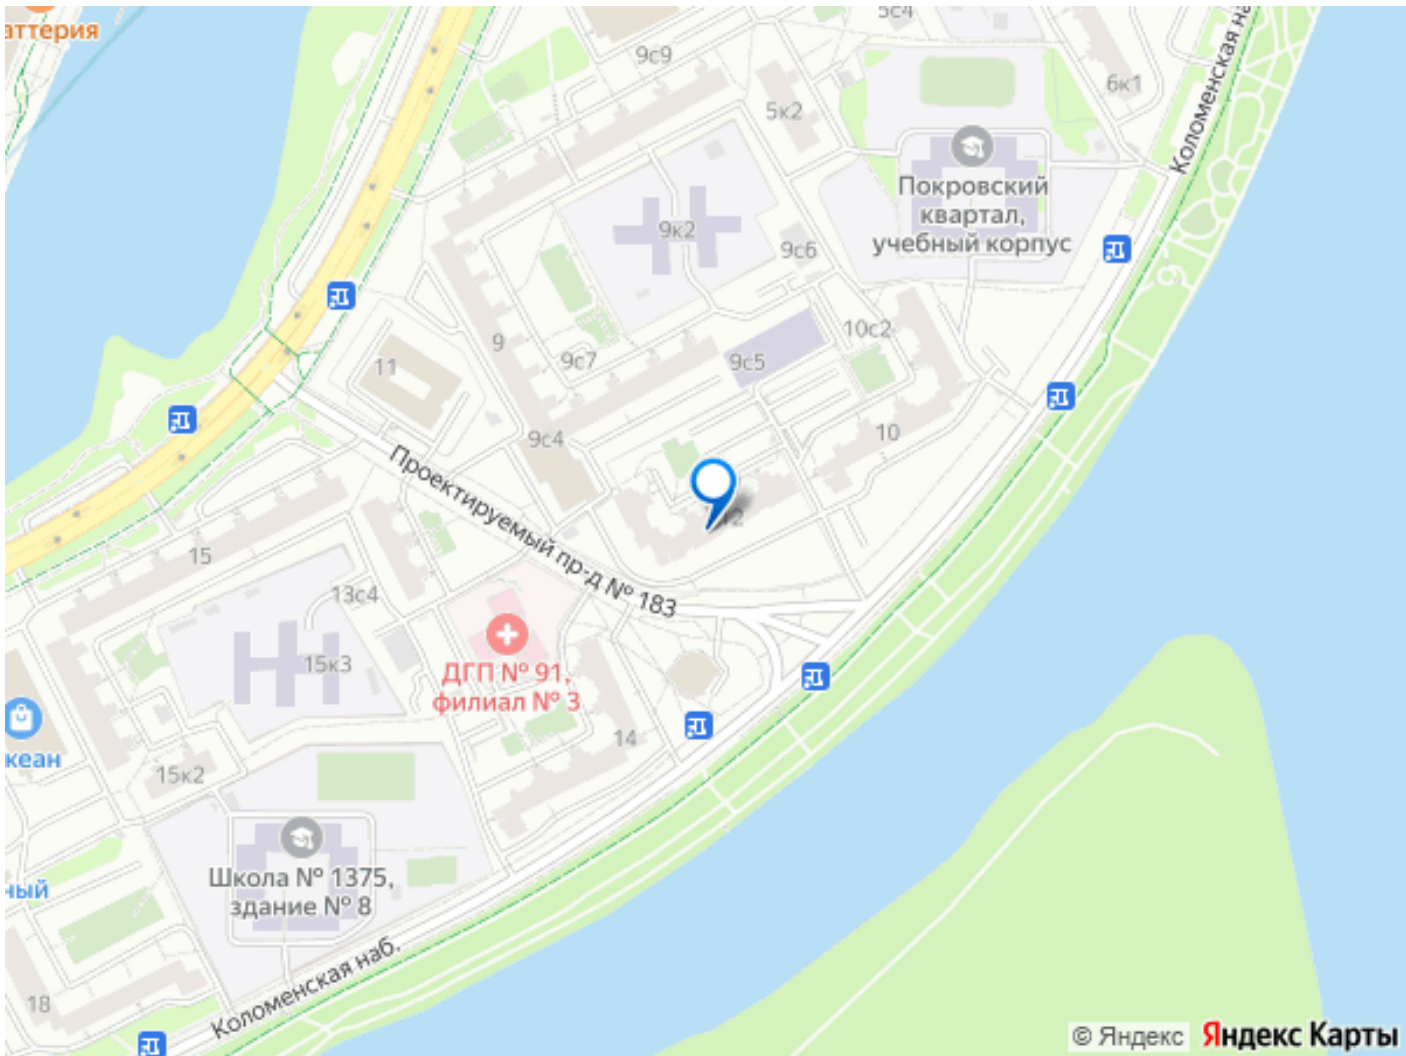 аттерия
9с9
5с4
6к1
5к2
Коломенская на
Покровский
квартал,
учебный корпус
9к2
9с6
10с2
9
9с7
9с5
11
9с4
10
12
Проектируемый пр-д № 183
15
13с4
15к3
ДГП № 91,
филиал № 3
кеан
14
15к2
Школа № 1375,
здание № 8
ный
Коломенская наб.
18
© Яндекс Яндекс Карты